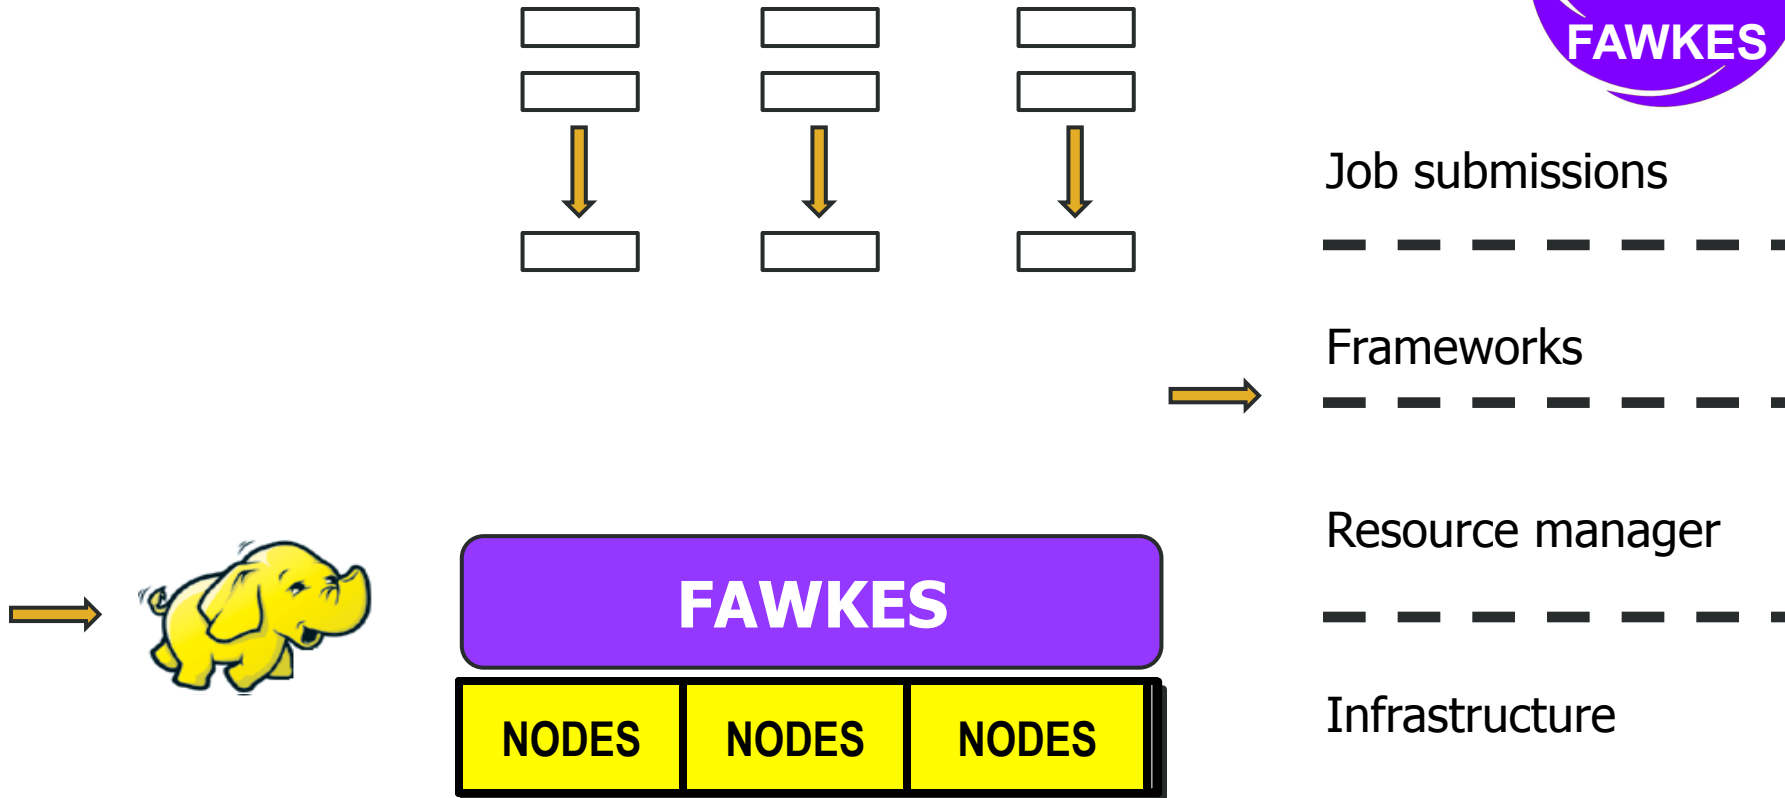 FAWKES
Job submissions
Frameworks
Resource manager
FAWKES
Infrastructure
NODES NODES NODES